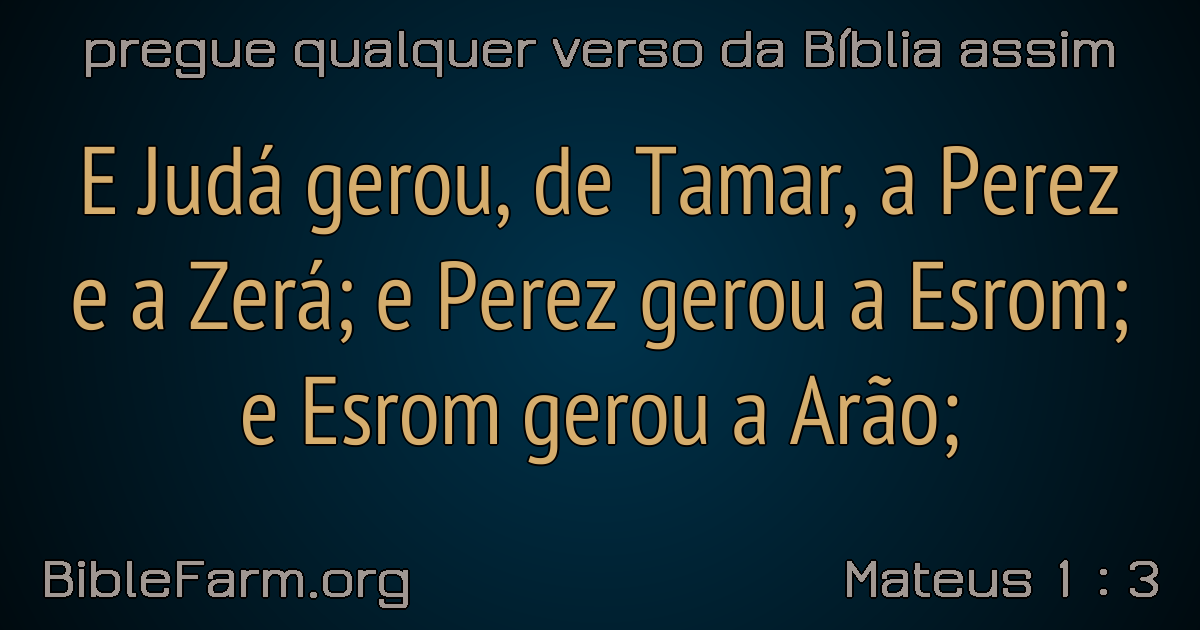 pregue qualquer verso da Bíblia assim
E Judá gerou, de Tamar, a Perez
e a Zerá; e Perez gerou a Esrom;
e Esrom gerou a Arão;
BibleFarm.org
Mateus 1 : 3